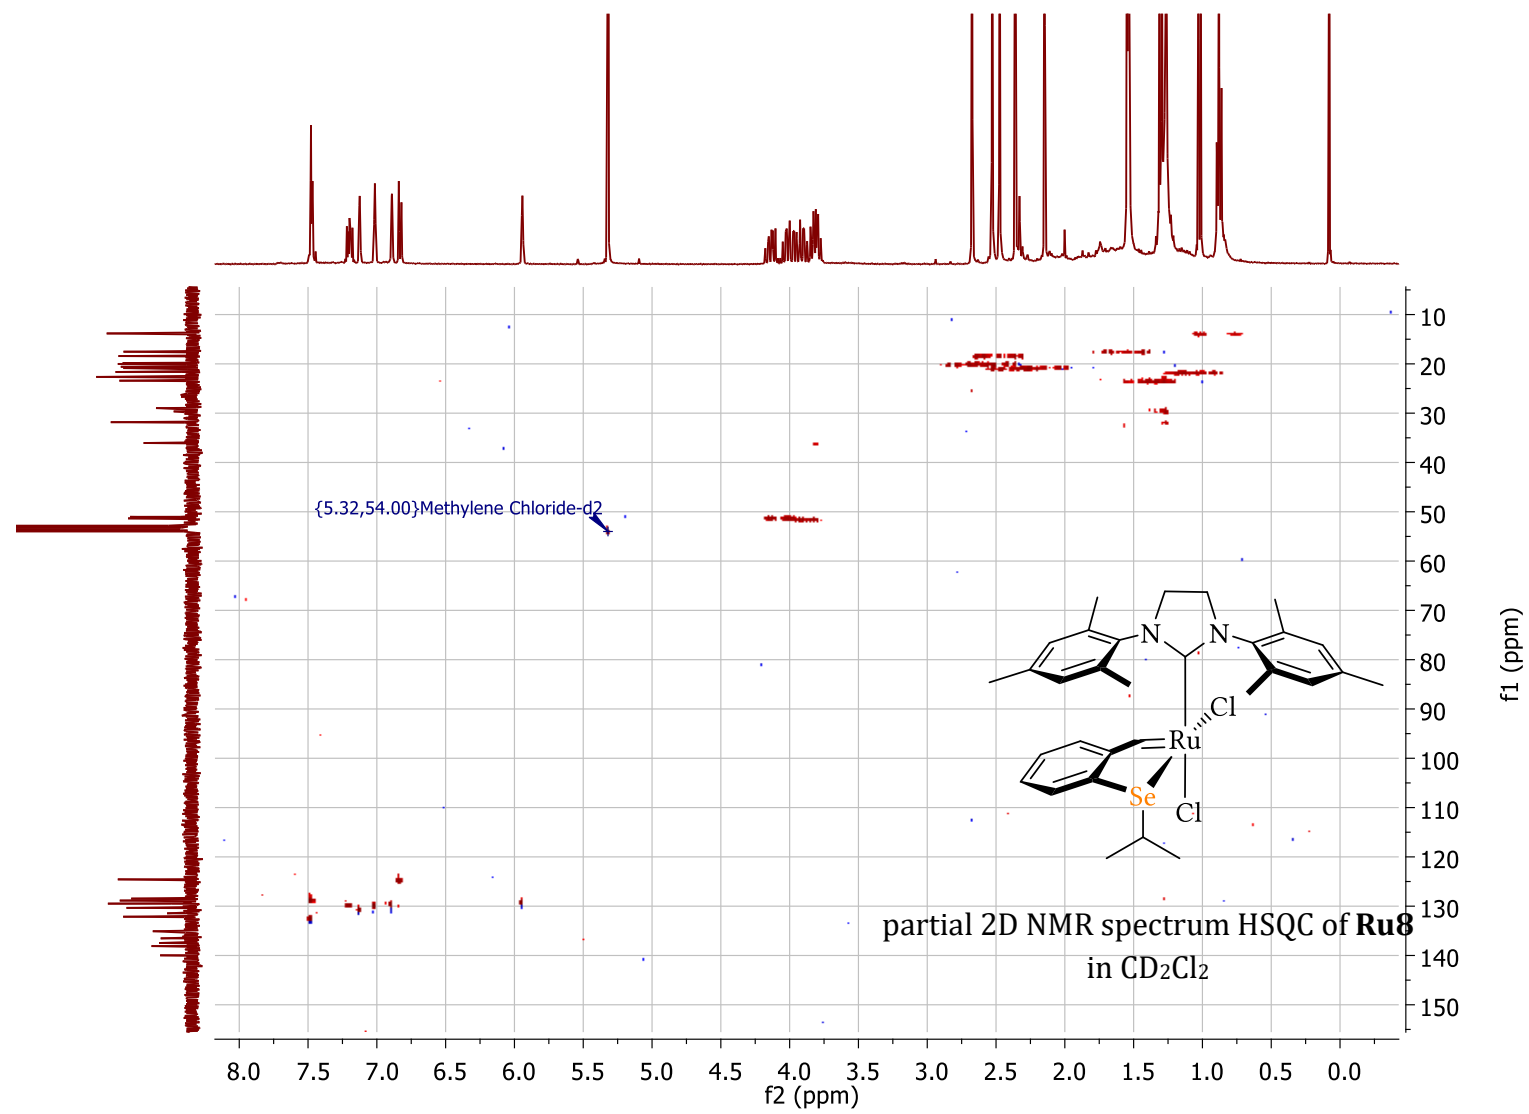 10
20
30
40
{5.32,54.00}Methylene Chloride-d2
50
60
70
N
N
80
Cl
90
Ru
100
Se
Cl
110
120
130
partial 2D NMR spectrum HSQC of Ru8
140
in CD₂Cl₂
150
f1 (ppm)
8.0 7.5 7.0 6.5 6.0 5.5 5.0 4.5 4.0 3.5 3.0 2.5 2.0 1.5 1.0 0.5 0.0
f2 (ppm)